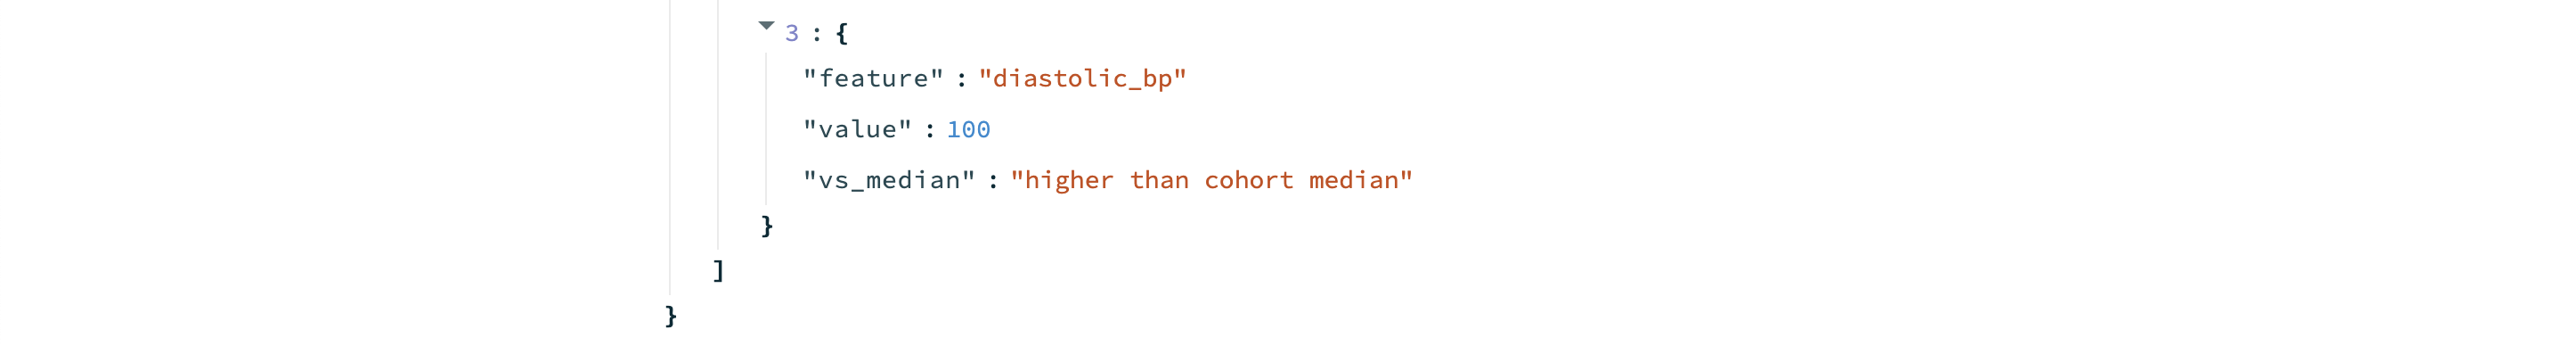 3 : {
"feature" : "diastolic_bp"
"value" : 100
"vs_median" : "higher than cohort median"
}
]
}